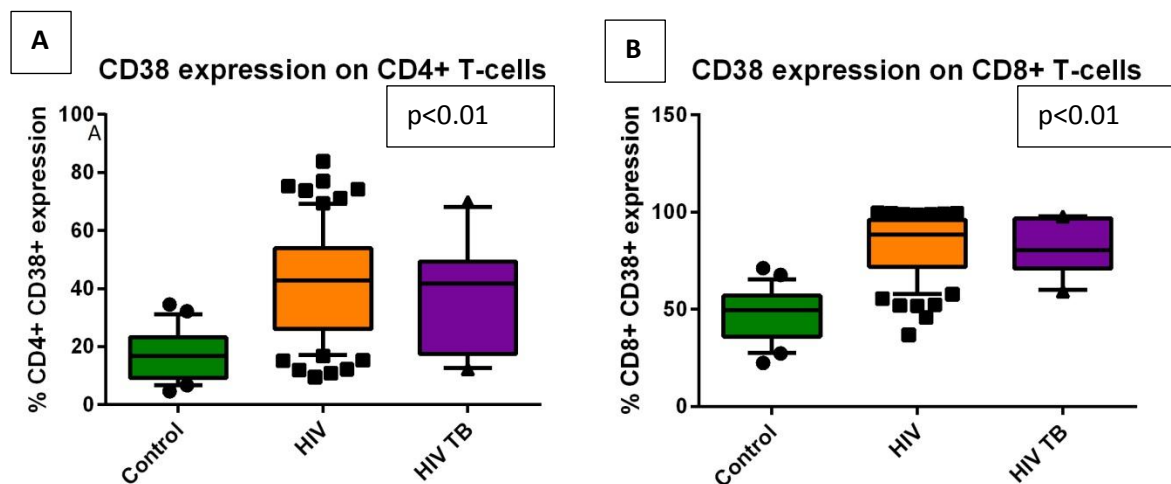 A
CD38 expression on CD4+ T-cells
p<0.01
% CD4+ CD38+ expression
100
A
80
60
40
20
0
Control
HIV
HIV TB
B
CD38 expression on CD8+ T-cells
p<0.01
% CD8+ CD38+ expression
150
100
50
0
Control
HIV
HIV TB